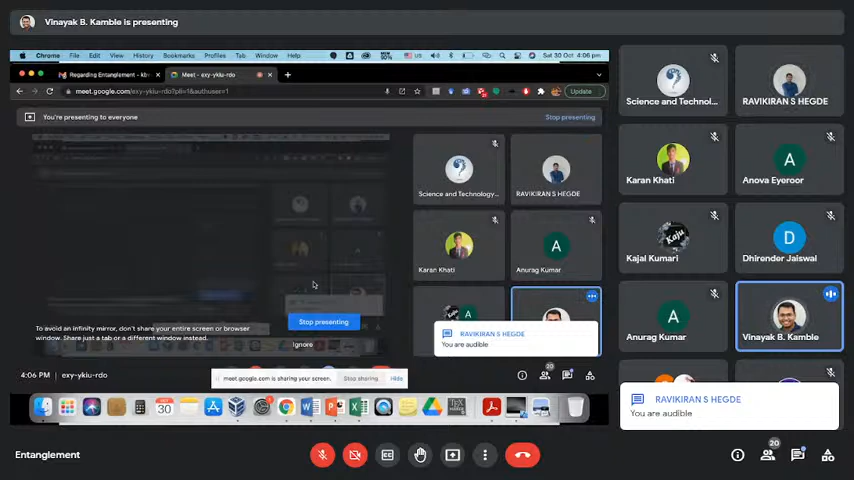 Vinayak B. Kamble is presenting
Chrome File Edit View History Bookmarks Profiles Tab Window Help
Sat 30 Oct 4:06 pm
Regarding Entanglement - kb
Meet - exy-ykiu-rdo
meet.google.com/exy-ykiu-rdo?pli=1&authuser=1
Update
You're presenting to everyone
Stop presenting
Science and Technology...
RAVIKIRAN S HEGDE
Karan Khati
A
Anurag Kumar
To avoid an infinity mirror, don't share your entire screen or browser
window. Share just a tab or a different window instead.
Stop presenting
Ignore
RAVIKIRAN S HEGDE
You are audible
4:06 PM
exy-ykiu-rdo
meet.google.com is sharing your screen.
Stop sharing
Hide
20
Science and Technol...
RAVIKIRAN S HEGDE
Karan Khati
A
Anova Eyeroor
Kaju
Kajal Kumari
D
Dhirender Jaiswal
A
Anurag Kumar
Vinayak B. Kamble
RAVIKIRAN S HEGDE
You are audible
Entanglement
20